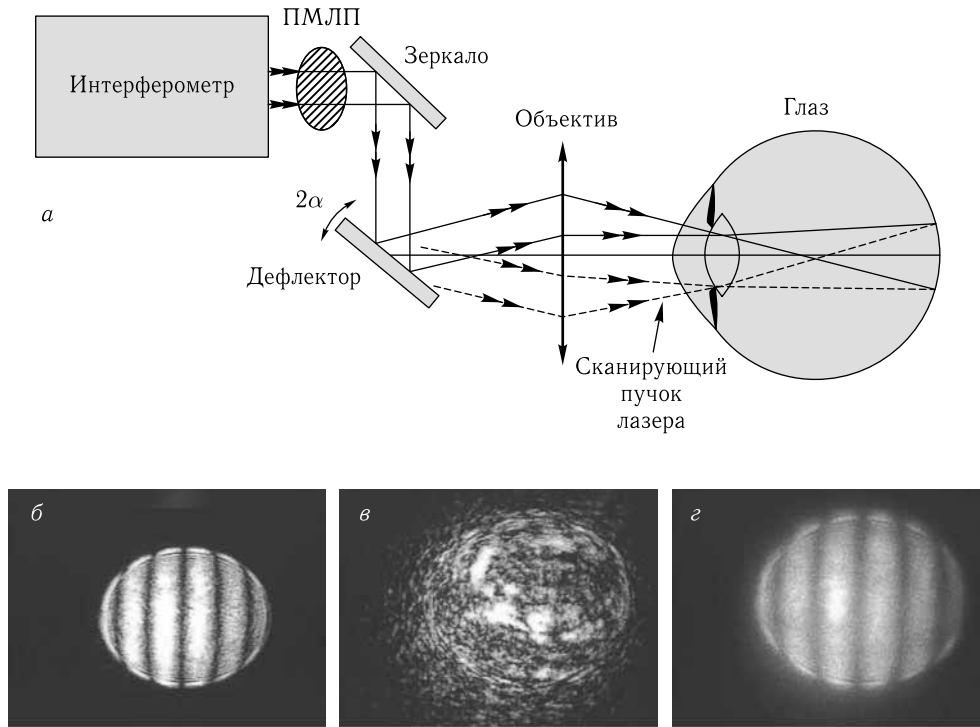 ПМЛП
Зеркало
Интерферометр
Объектив
Глаз
а
2α
Дефлектор
Сканирующий
пучок
лазера
б
в
г